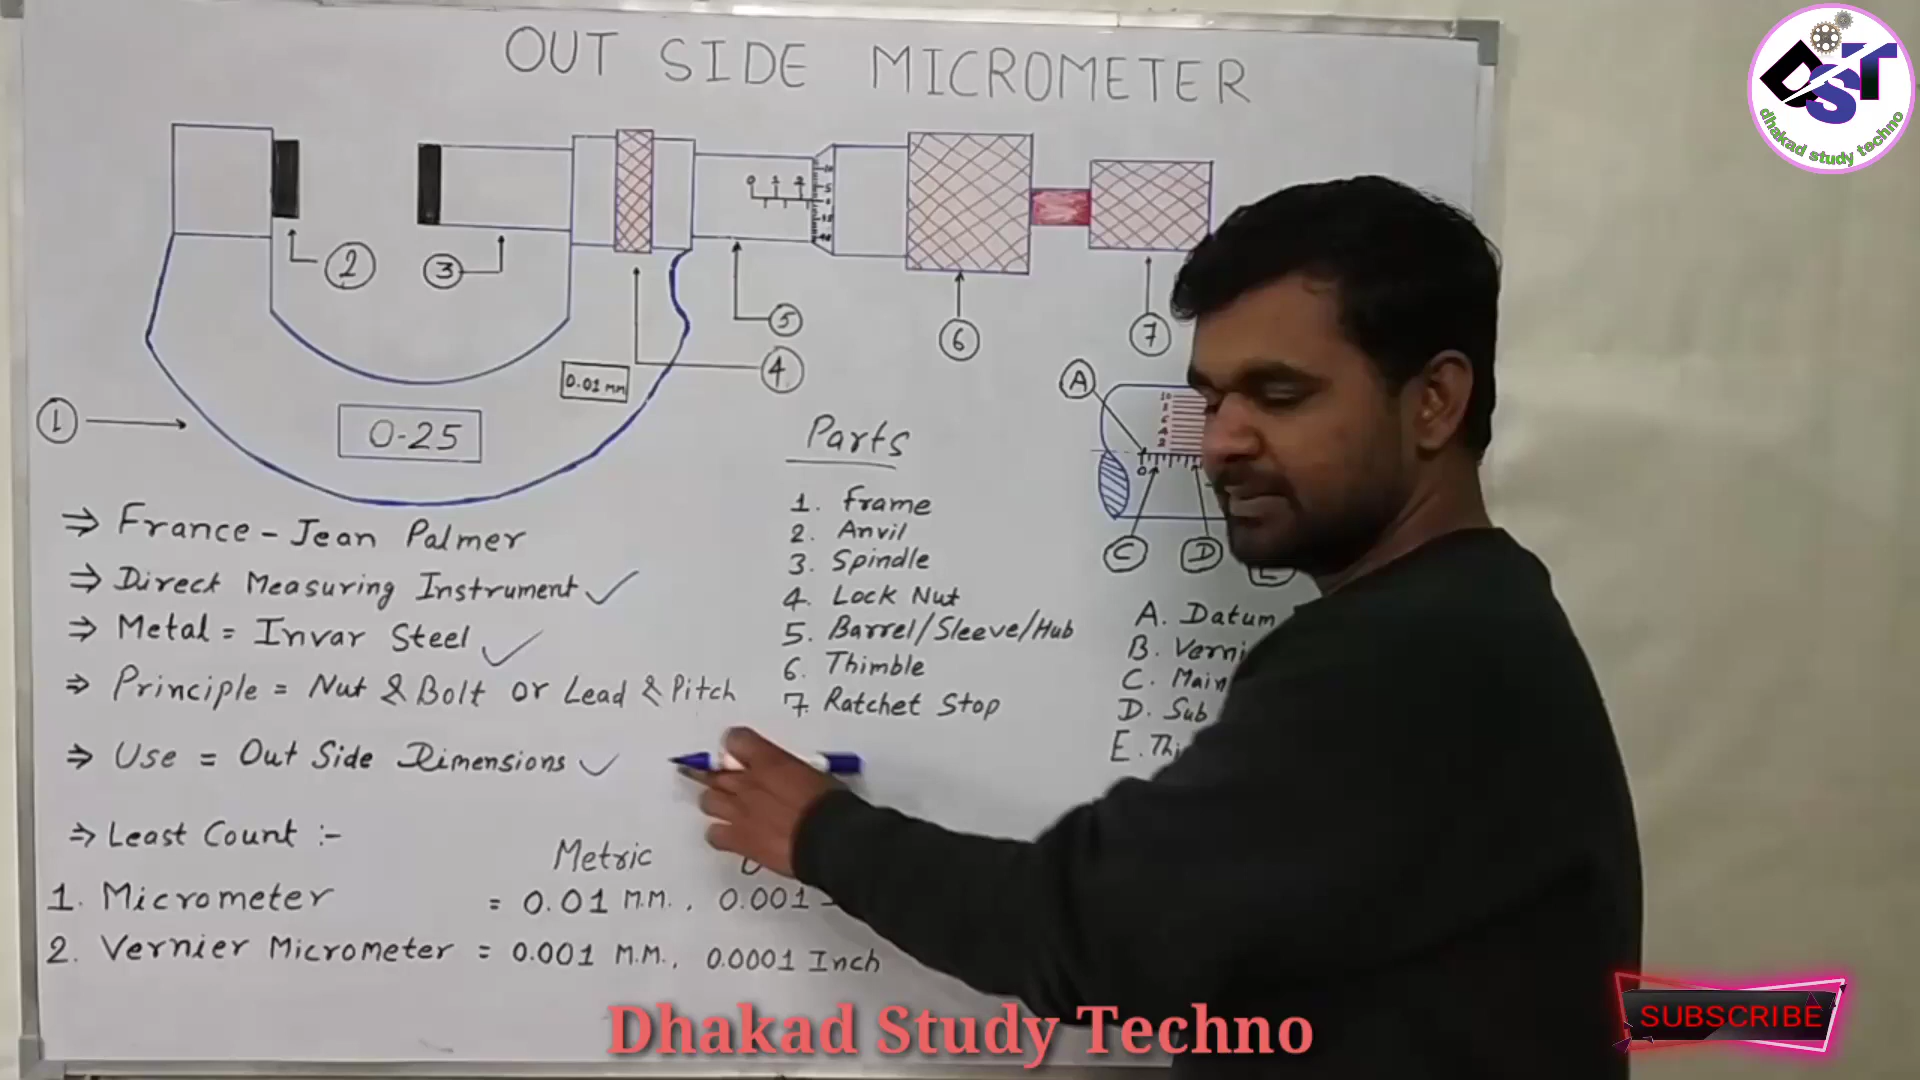 OUT SIDE MICROMETER
DST
dhakad study techno
0 1 2
2
3
5
4
6
7
1
0.01 mm
0-25
A
C
D
⇒ France - Jean Palmer
⇒ Direct Measuring Instrument ✓
⇒ Metal = Invar Steel ✓
⇒ Principle = Nut & Bolt or Lead & Pitch
⇒ Use = Out Side Dimensions ✓
⇒ Least Count :-
Metric
1. Micrometer = 0.01 M.M. , 0.001
2. Vernier Micrometer = 0.001 M.M. , 0.0001 Inch
Parts
1. Frame
2. Anvil
3. Spindle
4. Lock Nut
5. Barrel/Sleeve/Hub
6. Thimble
7. Ratchet Stop
A. Datum
B.
C. Main
D. Sub
E.
Dhakad Study Techno
SUBSCRIBE